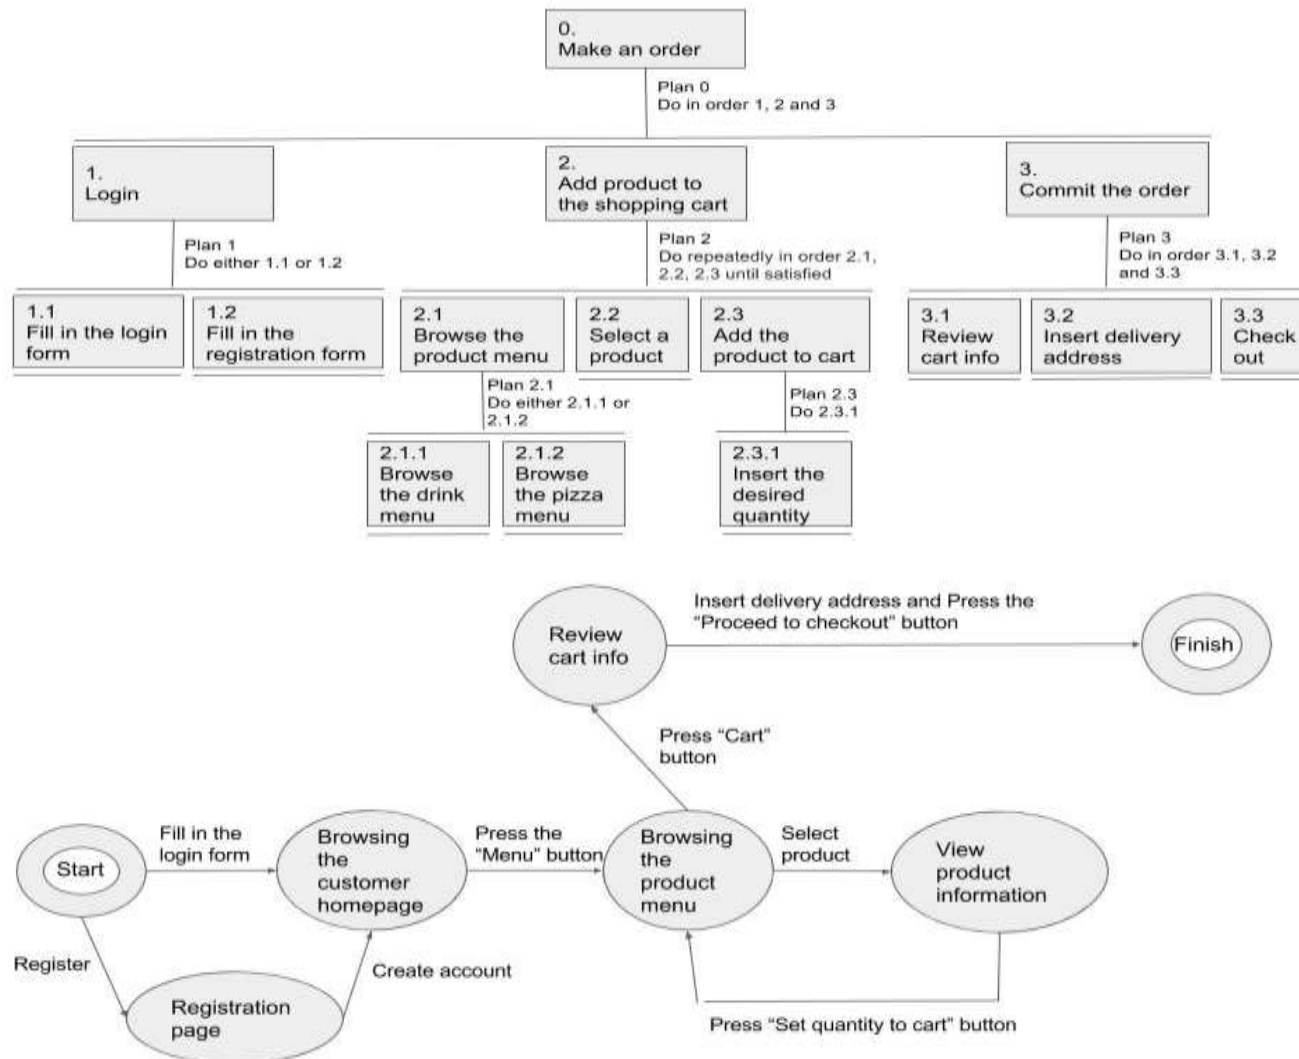 0.
Make an order
Plan 0
Do in order 1, 2 and 3
1.
Login
2.
Add product to
the shopping cart
3.
Commit the order
Plan 1
Do either 1.1 or 1.2
Plan 2
Do repeatedly in order 2.1,
2.2, 2.3 until satisfied
Plan 3
Do in order 3.1, 3.2
and 3.3
1.1
Fill in the login
form
1.2
Fill in the
registration form
2.1
Browse the
product menu
2.2
Select a
product
2.3
Add the
product to cart
3.1
Review
cart info
3.2
Insert delivery
address
3.3
Check
out
Plan 2.1
Do either 2.1.1 or
2.1.2
Plan 2.3
Do 2.3.1
2.1.1
Browse
the drink
menu
2.1.2
Browse
the pizza
menu
2.3.1
Insert the
desired
quantity
Review
cart info
Insert delivery address and Press the
“Proceed to checkout” button
Finish
Press “Cart”
button
Start
Fill in the
login form
Browsing
the
customer
homepage
Press the
“Menu” button
Browsing
the
product
menu
Select
product
View
product
information
Register
Registration
page
Create account
Press “Set quantity to cart” button